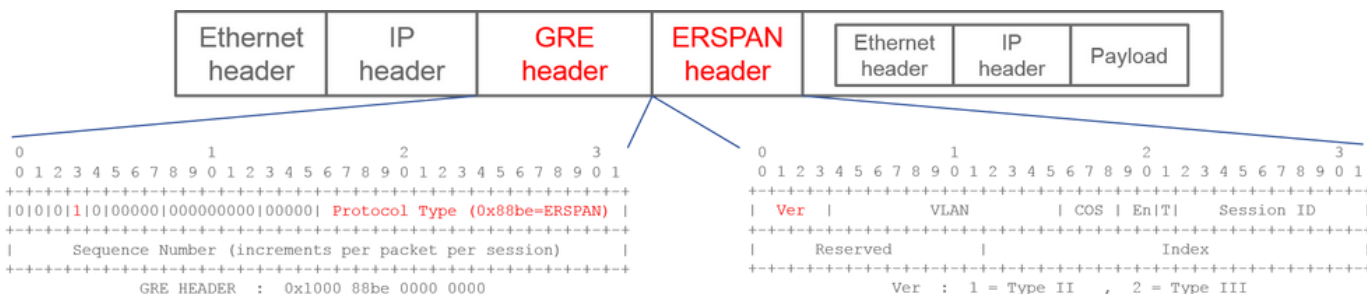 Ethernet header IP header GRE header ERSPAN header Ethernet header IP header Payload
0 1 2 3
0 1 2 3 4 5 6 7 8 9 0 1 2 3 4 5 6 7 8 9 0 1 2 3 4 5 6 7 8 9 0 1
+-+-+-+-+-+-+-+-+-+-+-+-+-+-+-+-+-+-+-+-+-+-+-+-+-+-+-+-+-+-+-+-+
|0|0|0|1|0|00000|000000000|00000| Protocol Type (0x88be=ERSPAN) |
+-+-+-+-+-+-+-+-+-+-+-+-+-+-+-+-+-+-+-+-+-+-+-+-+-+-+-+-+-+-+-+-+
| Sequence Number (increments per packet per session) |
+-+-+-+-+-+-+-+-+-+-+-+-+-+-+-+-+-+-+-+-+-+-+-+-+-+-+-+-+-+-+-+-+
GRE HEADER : 0x1000 88be 0000 0000
0 1 2 3
0 1 2 3 4 5 6 7 8 9 0 1 2 3 4 5 6 7 8 9 0 1 2 3 4 5 6 7 8 9 0 1
+-+-+-+-+-+-+-+-+-+-+-+-+-+-+-+-+-+-+-+-+-+-+-+-+-+-+-+-+-+-+-+-+
| Ver | VLAN | COS | En|T| Session ID |
+-+-+-+-+-+-+-+-+-+-+-+-+-+-+-+-+-+-+-+-+-+-+-+-+-+-+-+-+-+-+-+-+
| Reserved | Index |
+-+-+-+-+-+-+-+-+-+-+-+-+-+-+-+-+-+-+-+-+-+-+-+-+-+-+-+-+-+-+-+-+
Ver : 1 = Type II , 2 = Type III